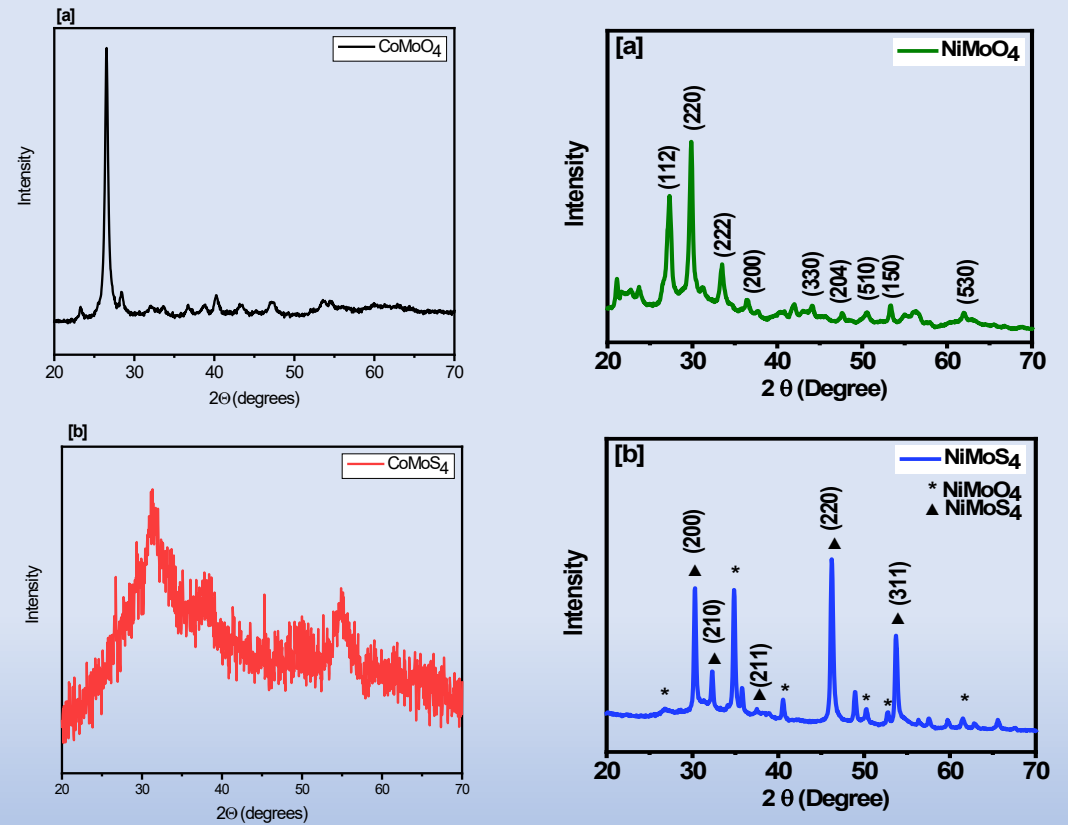 [a]
CoMoO4
Intensity
20 30 40 50 60 70
2Θ (degrees)
[a]
NiMoO4
(112)
(220)
(222)
(200)
(330)
(204)
(510)
(150)
(530)
Intensity
20 30 40 50 60 70
2 θ (Degree)
[b]
CoMoS4
Intensity
20 30 40 50 60 70
2Θ (degrees)
[b]
NiMoS4
* NiMoO4
▲ NiMoS4
*
▲ (200)
▲ (210)
*
▲ (211)
*
▲ (220)
*
*
▲ (311)
*
Intensity
20 30 40 50 60 70
2 θ (Degree)